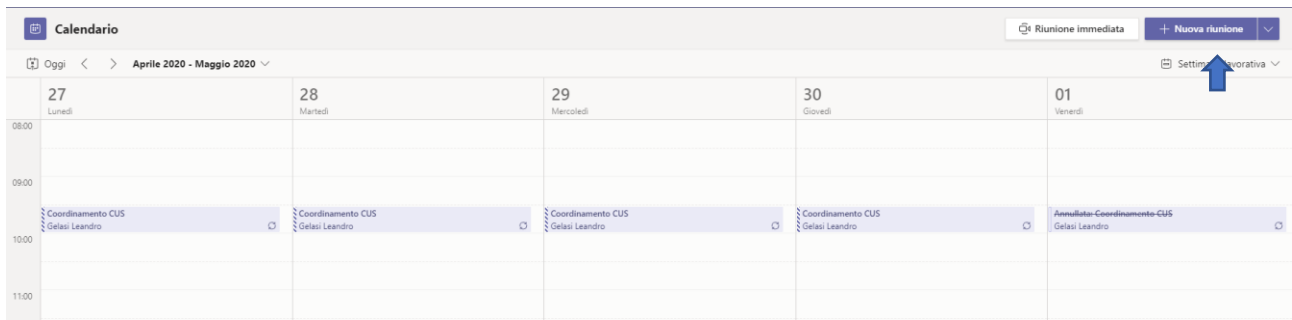 Calendario
Riunione immediata
+ Nuova riunione
Oggi
Aprile 2020 - Maggio 2020
27
Lunedì
28
Martedì
29
Mercoledì
30
Giovedì
01
Venerdì
08:00
09:00
Coordinamento CUS
Gelasi Leandro
Coordinamento CUS
Gelasi Leandro
Coordinamento CUS
Gelasi Leandro
Coordinamento CUS
Gelasi Leandro
Annullata: Coordinamento CUS
Gelasi Leandro
10:00
11:00